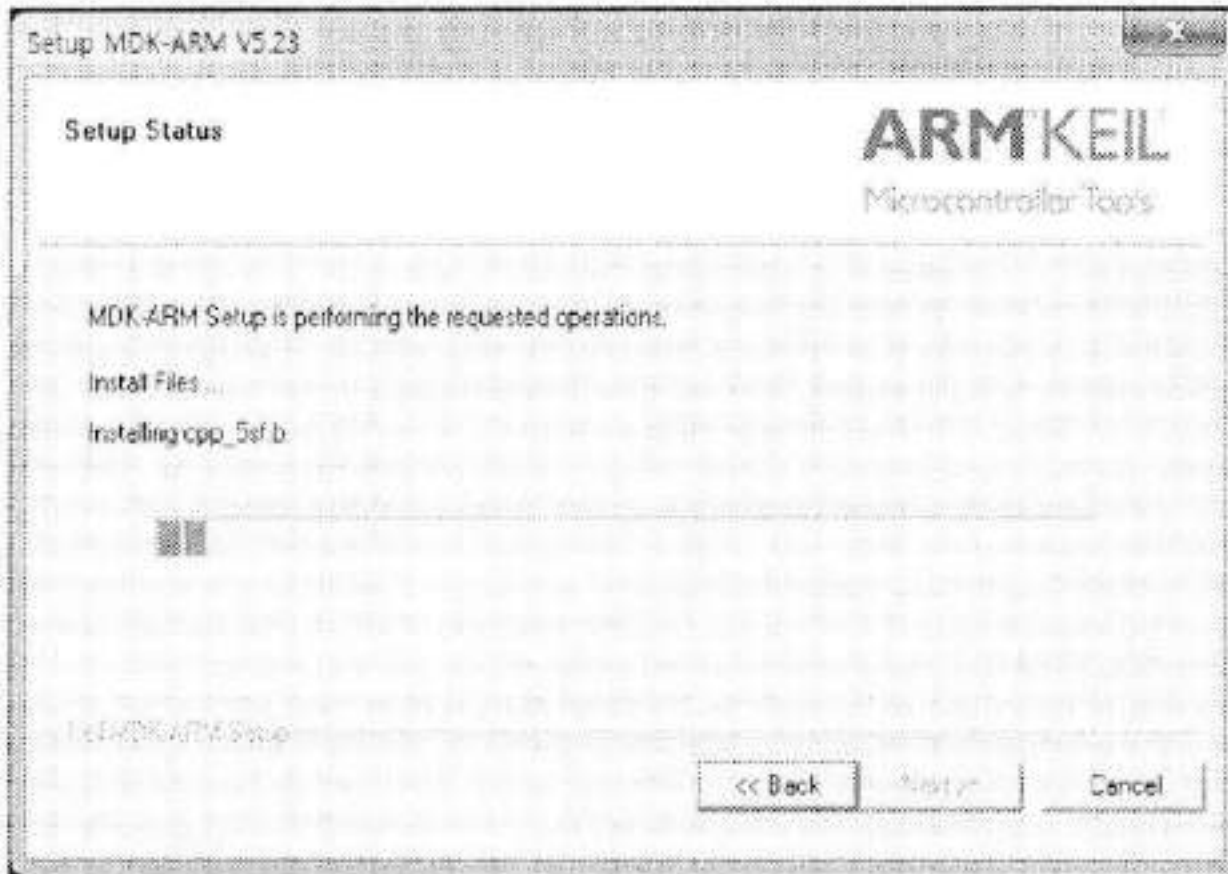 Setup MDK-ARM V5.23
Setup Status
ARM KEIL
Microcontroller Tools
MDK-ARM Setup is performing the requested operations.
Install Files ...
Installing cpp_5sf.b
<< Back
Next >>
Cancel